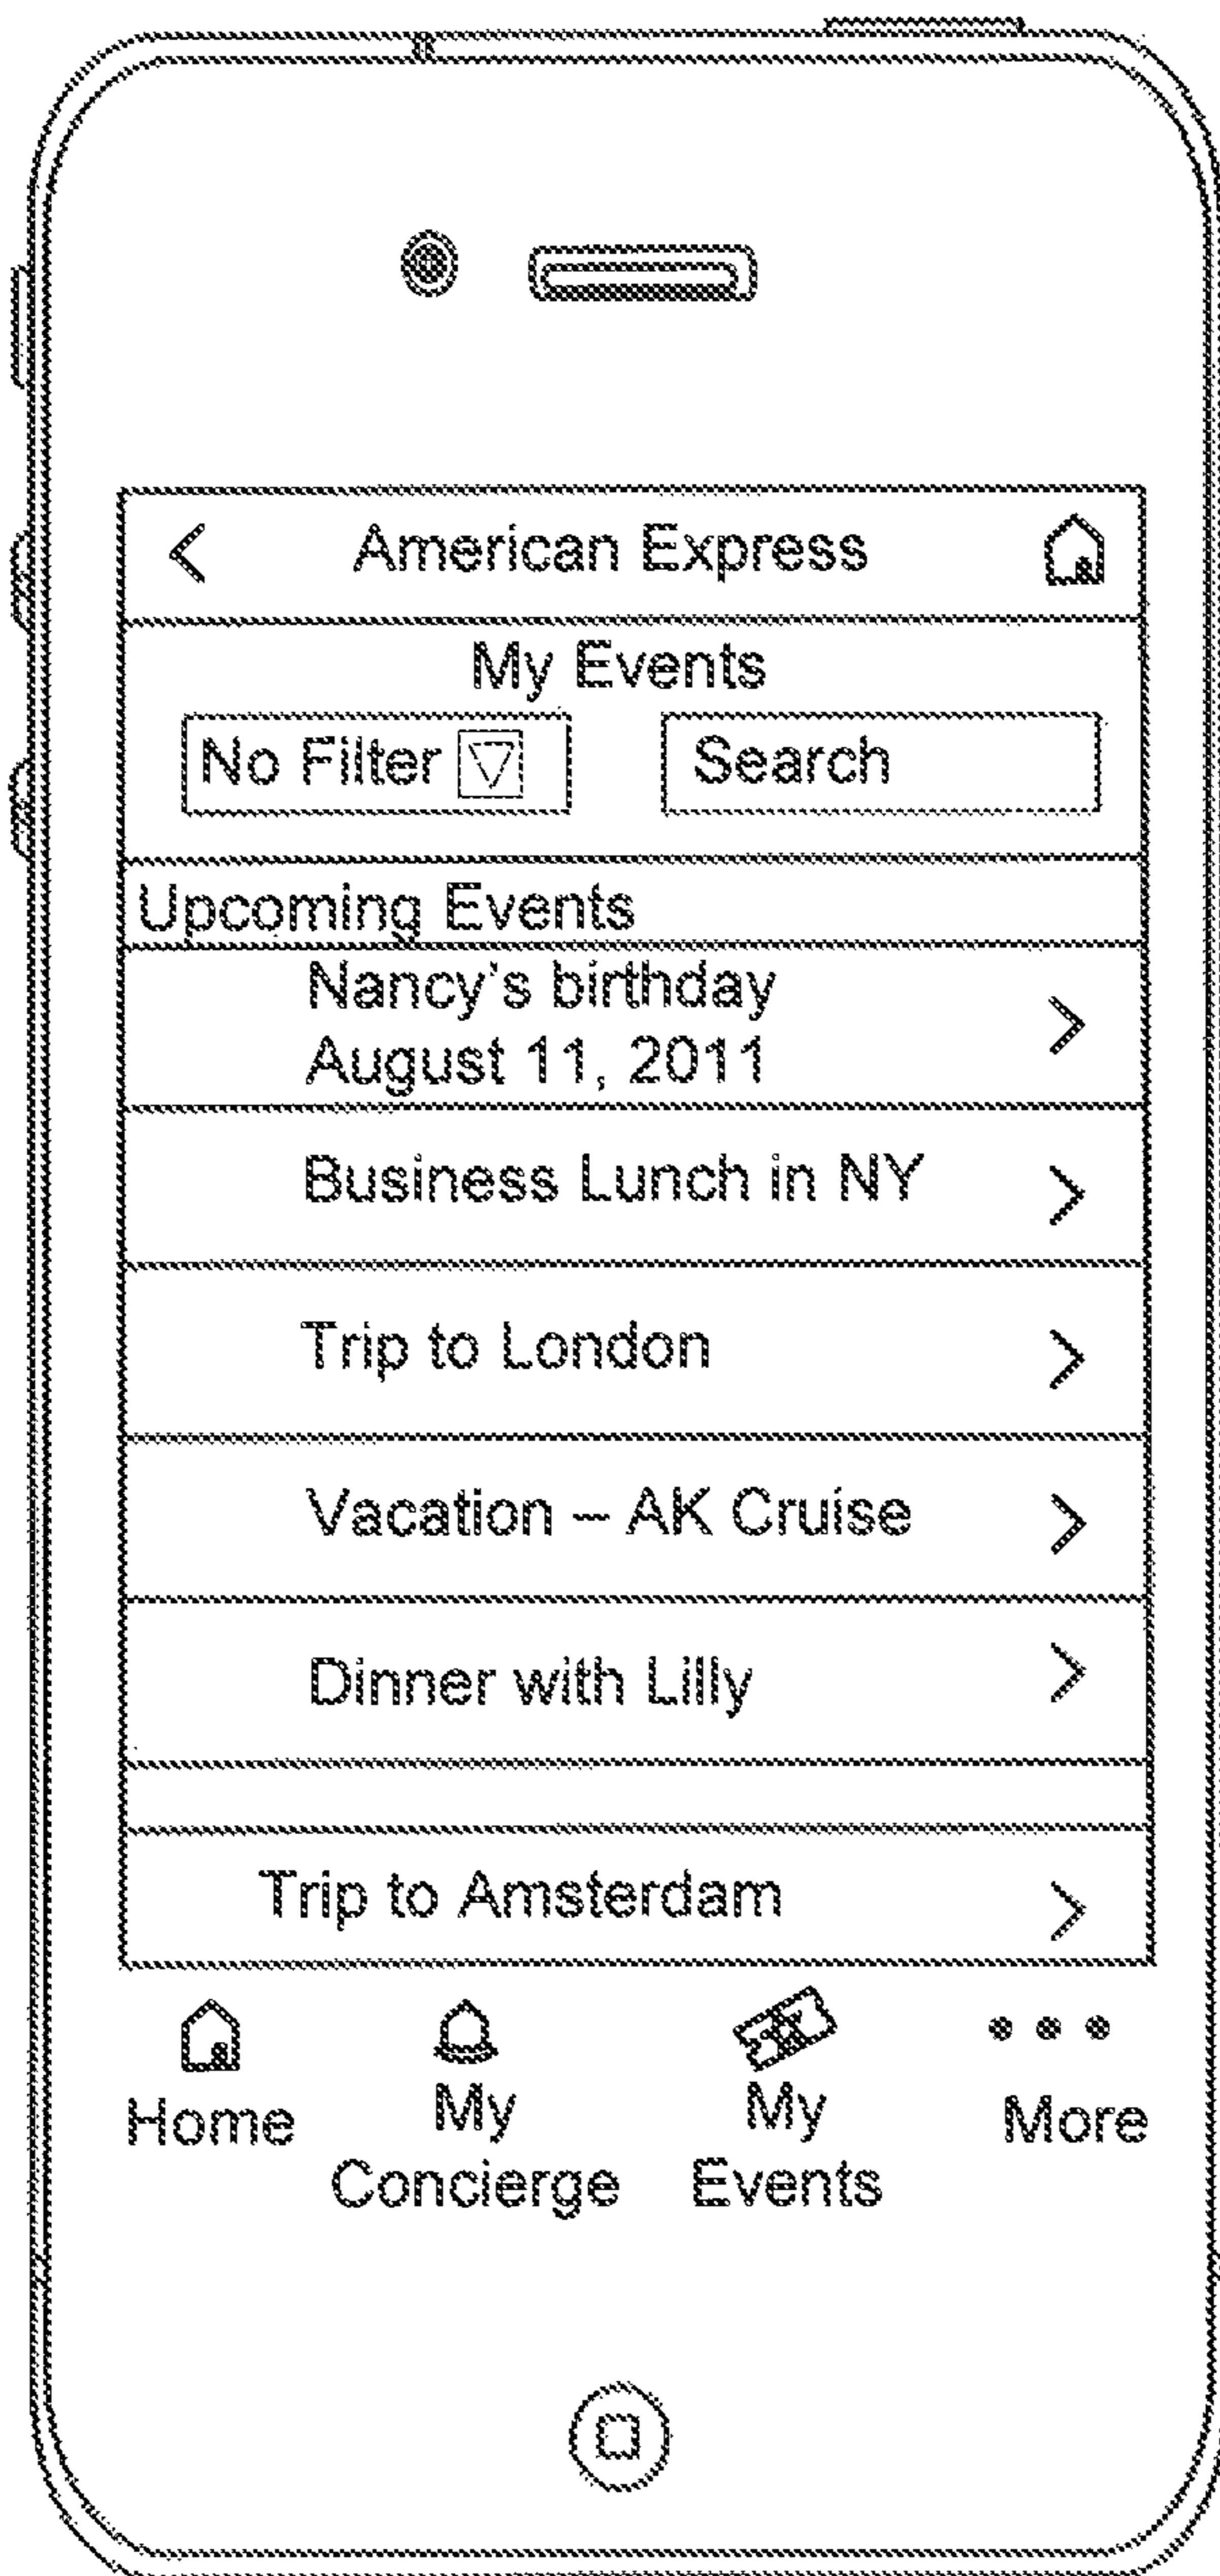 American Express
My Events
No Filter Search
Upcoming Events
Nancy's birthday
August 11, 2011
Business Lunch in NY
Trip to London
Vacation – AK Cruise
Dinner with Lilly
Trip to Amsterdam
Home My Concierge My Events More